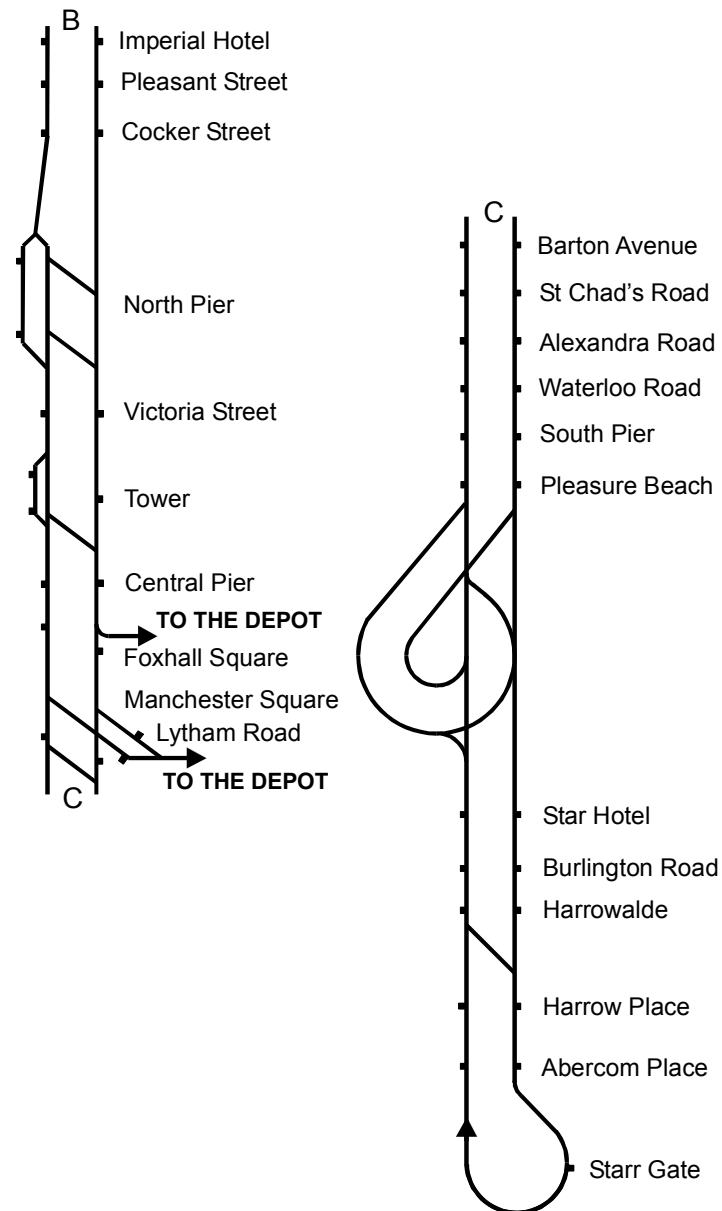 B
Imperial Hotel
Pleasant Street
Cocker Street
North Pier
Victoria Street
Tower
Central Pier
TO THE DEPOT
Foxhall Square
Manchester Square
Lytham Road
TO THE DEPOT
C
C
Barton Avenue
St Chad's Road
Alexandra Road
Waterloo Road
South Pier
Pleasure Beach
Star Hotel
Burlington Road
Harrowalde
Harrow Place
Abercom Place
Starr Gate